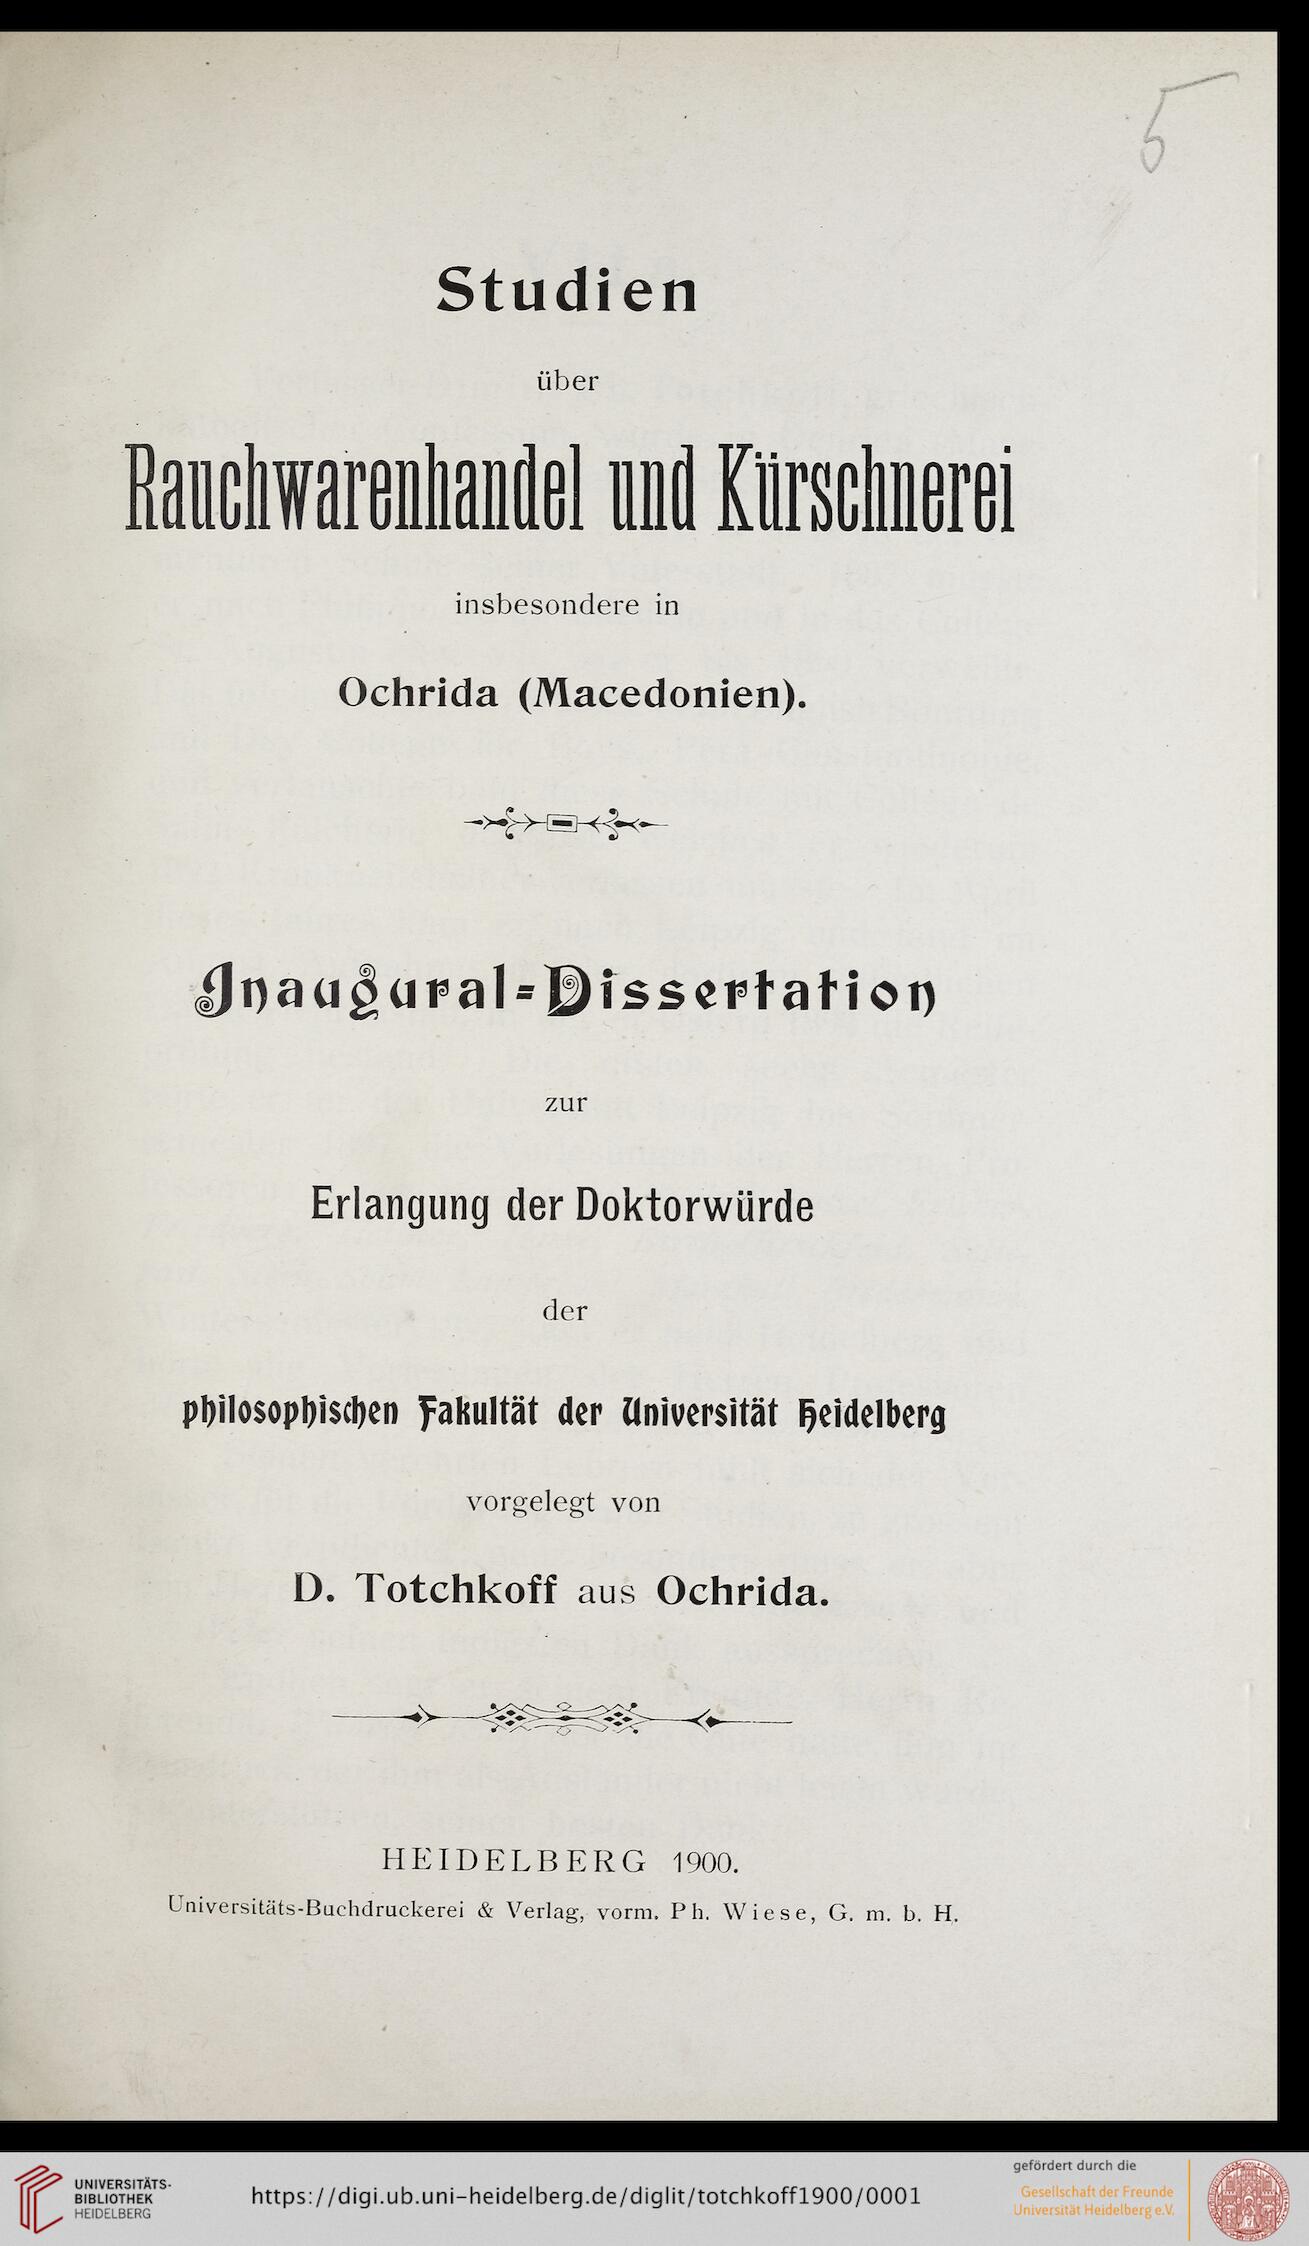 5
Studien
über
Rauchwarenhandel und Kürschnerei
insbesondere in
Ochrida (Macedonien).
Inaugural-Dissertation
zur
Erlangung der Doktorwürde
der
philosophischen Fakultät der Universität Heidelberg
vorgelegt von
D. Totchkoff aus Ochrida.
HEIDELBERG 1900.
Universitäts-Buchdruckerei & Verlag, vorm. Ph. Wiese, G. m. b. H.
UNIVERSITÄTS-
BIBLIOTHEK
HEIDELBERG
https://digi.ub.uni-heidelberg.de/diglit/totchkoff1900/0001
gefördert durch die
Gesellschaft der Freunde
Universität Heidelberg e.V.